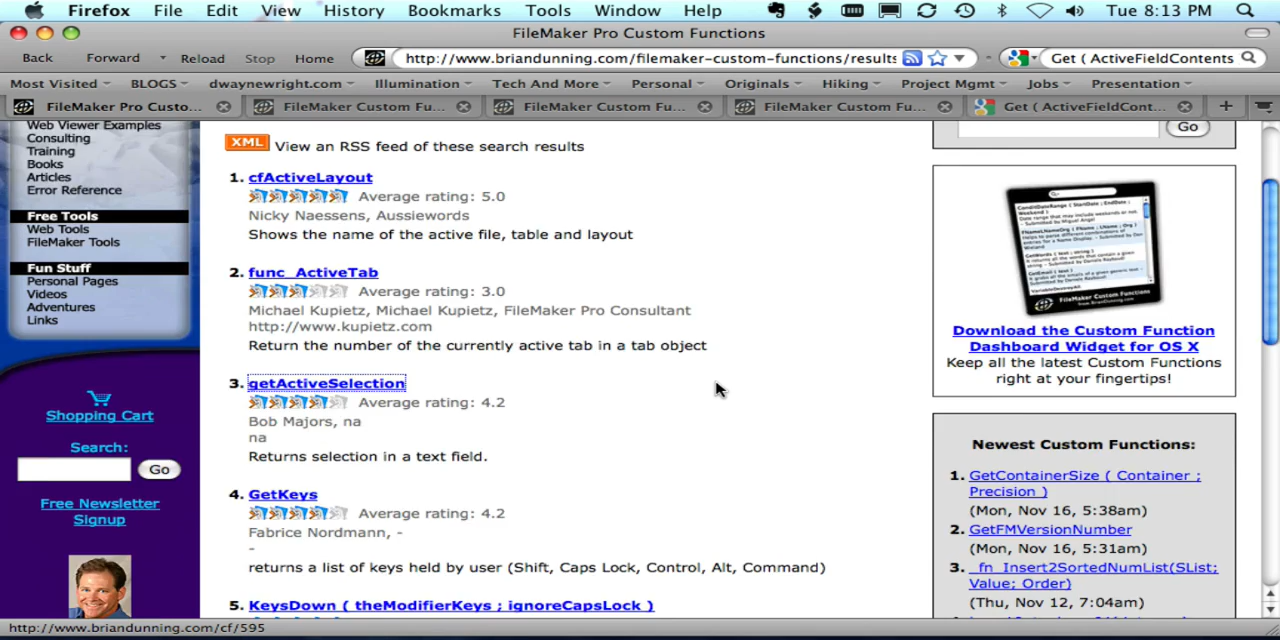 Firefox File Edit View History Bookmarks Tools Window Help Tue 8:13 PM
FileMaker Pro Custom Functions
Back Forward Reload Stop Home http://www.briandunning.com/filemaker-custom-functions/results Get ( ActiveFieldContents
Most Visited BLOGS dwaynewright.com Illumination Tech And More Personal Originals Hiking Project Mgmt Jobs Presentation
FileMaker Pro Custo... FileMaker Custom Fu... FileMaker Custom Fu... FileMaker Custom Fu... Get ( ActiveFieldCont...
Web Viewer Examples
Consulting
Training
Books
Articles
Error Reference
Free Tools
Web Tools
FileMaker Tools
Fun Stuff
Personal Pages
Videos
Adventures
Links
Shopping Cart
Search:
Go
Free Newsletter
Signup
XML View an RSS feed of these search results
1. cfActiveLayout
Average rating: 5.0
Nicky Naessens, Aussiewords
Shows the name of the active file, table and layout
2. func_ActiveTab
Average rating: 3.0
Michael Kupietz, Michael Kupietz, FileMaker Pro Consultant
http://www.kupietz.com
Return the number of the currently active tab in a tab object
3. getActiveSelection
Average rating: 4.2
Bob Majors, na
na
Returns selection in a text field.
4. GetKeys
Average rating: 4.2
Fabrice Nordmann, -
-
returns a list of keys held by user (Shift, Caps Lock, Control, Alt, Command)
5. KeysDown ( theModifierKeys ; ignoreCapsLock )
Go
FileMaker Custom Functions
from BrianDunning.com
Download the Custom Function
Dashboard Widget for OS X
Keep all the latest Custom Functions
right at your fingertips!
Newest Custom Functions:
1. GetContainerSize ( Container ;
Precision )
(Mon, Nov 16, 5:38am)
2. GetFMVersionNumber
(Mon, Nov 16, 5:31am)
3. _fn_Insert2SortedNumList(SList;
Value; Order)
(Thu, Nov 12, 7:04am)
http://www.briandunning.com/cf/595